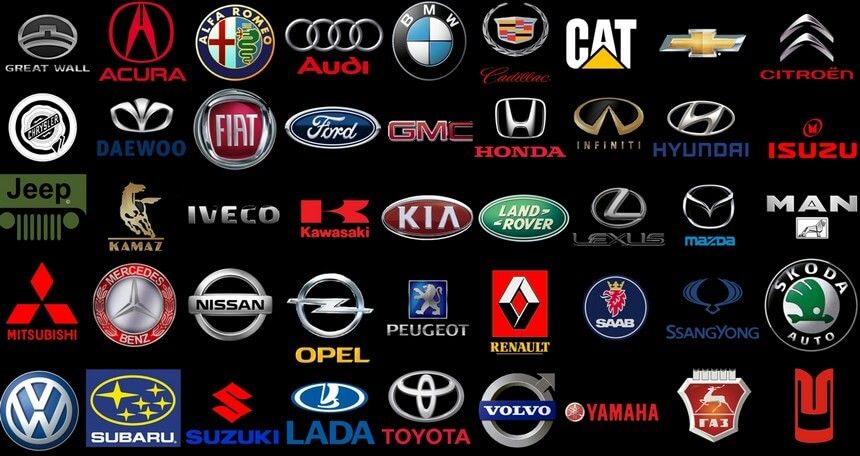 GREAT WALL
ACURA
ALFA ROMEO
Audi
BMW
Cadillac
CAT
CITROËN
CHRYSLER
DAEWOO
FIAT
Ford
GMC
HONDA
INFINITI
HYUNDAI
ISUZU
Jeep
KAMAZ
IVECO
Kawasaki
KIA
LAND-
-ROVER
LEXUS
mazda
MAN
MITSUBISHI
MERCEDES
BENZ
NISSAN
OPEL
PEUGEOT
RENAULT
SAAB
SSANGYONG
SKODA
AUTO
VW
SUBARU
SUZUKI
LADA
TOYOTA
VOLVO
YAMAHA
ГАЗ